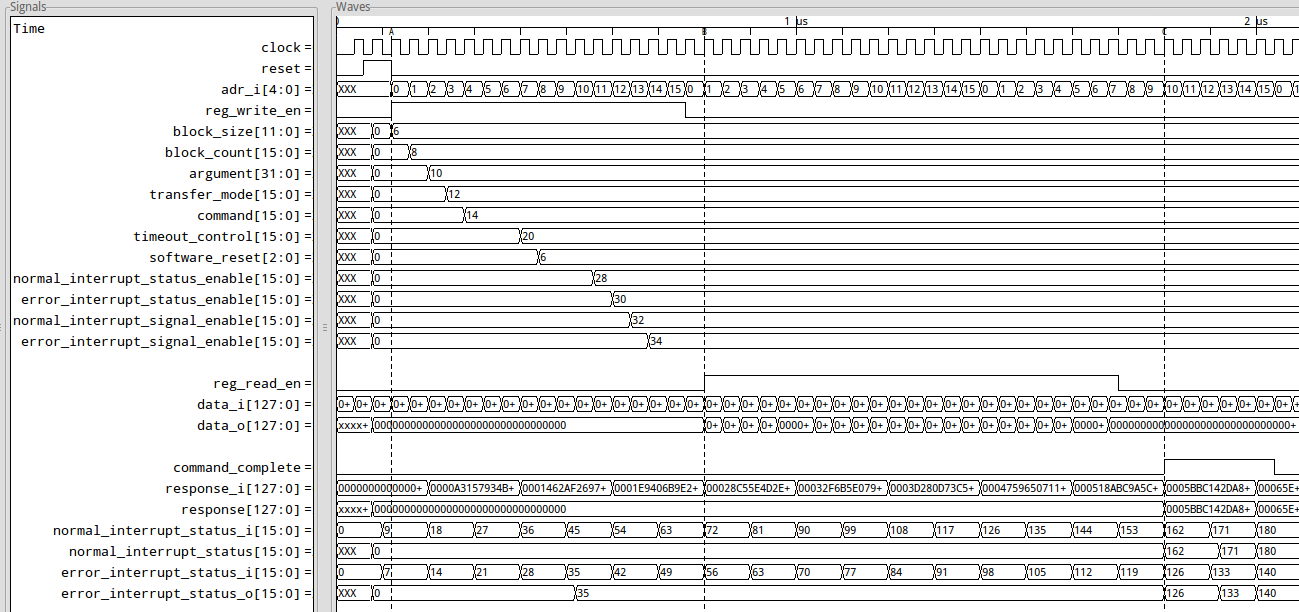 Signals
Waves
Time
0 1 us 2 us
A B C
clock =
reset =
adr_i[4:0] = XXX 0 1 2 3 4 5 6 7 8 9 10 11 12 13 14 15 0 1 2 3 4 5 6 7 8 9 10 11 12 13 14 15 0 1 2 3 4 5 6 7 8 9 10 11 12 13 14 15 0 1
reg_write_en =
block_size[11:0] = XXX 0 6
block_count[15:0] = XXX 0 8
argument[31:0] = XXX 0 10
transfer_mode[15:0] = XXX 0 12
command[15:0] = XXX 0 14
timeout_control[15:0] = XXX 0 20
software_reset[2:0] = XXX 0 6
normal_interrupt_status_enable[15:0] = XXX 0 28
error_interrupt_status_enable[15:0] = XXX 0 30
normal_interrupt_signal_enable[15:0] = XXX 0 32
error_interrupt_signal_enable[15:0] = XXX 0 34
reg_read_en =
data_i[127:0] = 0+ 0+ 0+ 0+ 0+ 0+ 0+ 0+ 0+ 0+ 0+ 0+ 0+ 0+ 0+ 0+ 0+ 0+ 0+ 0+ 0+ 0+ 0+ 0+ 0+ 0+ 0+ 0+ 0+ 0+ 0+ 0+ 0+ 0+ 0+ 0+ 0+ 0+ 0+ 0+ 0+ 0+ 0+ 0+ 0+ 0+ 0+ 0+ 0+ 0+ 0+ 0+ +
data_o[127:0] = xxxx+ 00000000000000000000000000000000 0+ 0+ 0+ 0+ 0000+ 0+ 0+ 0+ 0+ 0+ 0+ 0+ 0+ 0+ 0+ 0+ 0+ 0+ 0+ 0000+ 000000000000000000000000000000+
command_complete =
response_i[127:0] = 0000000000000+ 0000A3157934B+ 0001462AF2697+ 0001E9406B9E2+ 00028C55E4D2E+ 00032F6B5E079+ 0003D280D73C5+ 0004759650711+ 000518ABC9A5C+ 0005BBC142DA8+ 00065E+
response[127:0] = xxxx+ 00000000000000000000000000000000 0005BBC142DA8+ 00065E+
normal_interrupt_status_i[15:0] = 0 9 18 27 36 45 54 63 72 81 90 99 108 117 126 135 144 153 162 171 180
normal_interrupt_status[15:0] = XXX 0 162 171 180
error_interrupt_status_i[15:0] = 0 7 14 21 28 35 42 49 56 63 70 77 84 91 98 105 112 119 126 133 140
error_interrupt_status_o[15:0] = XXX 0 35 126 133 140